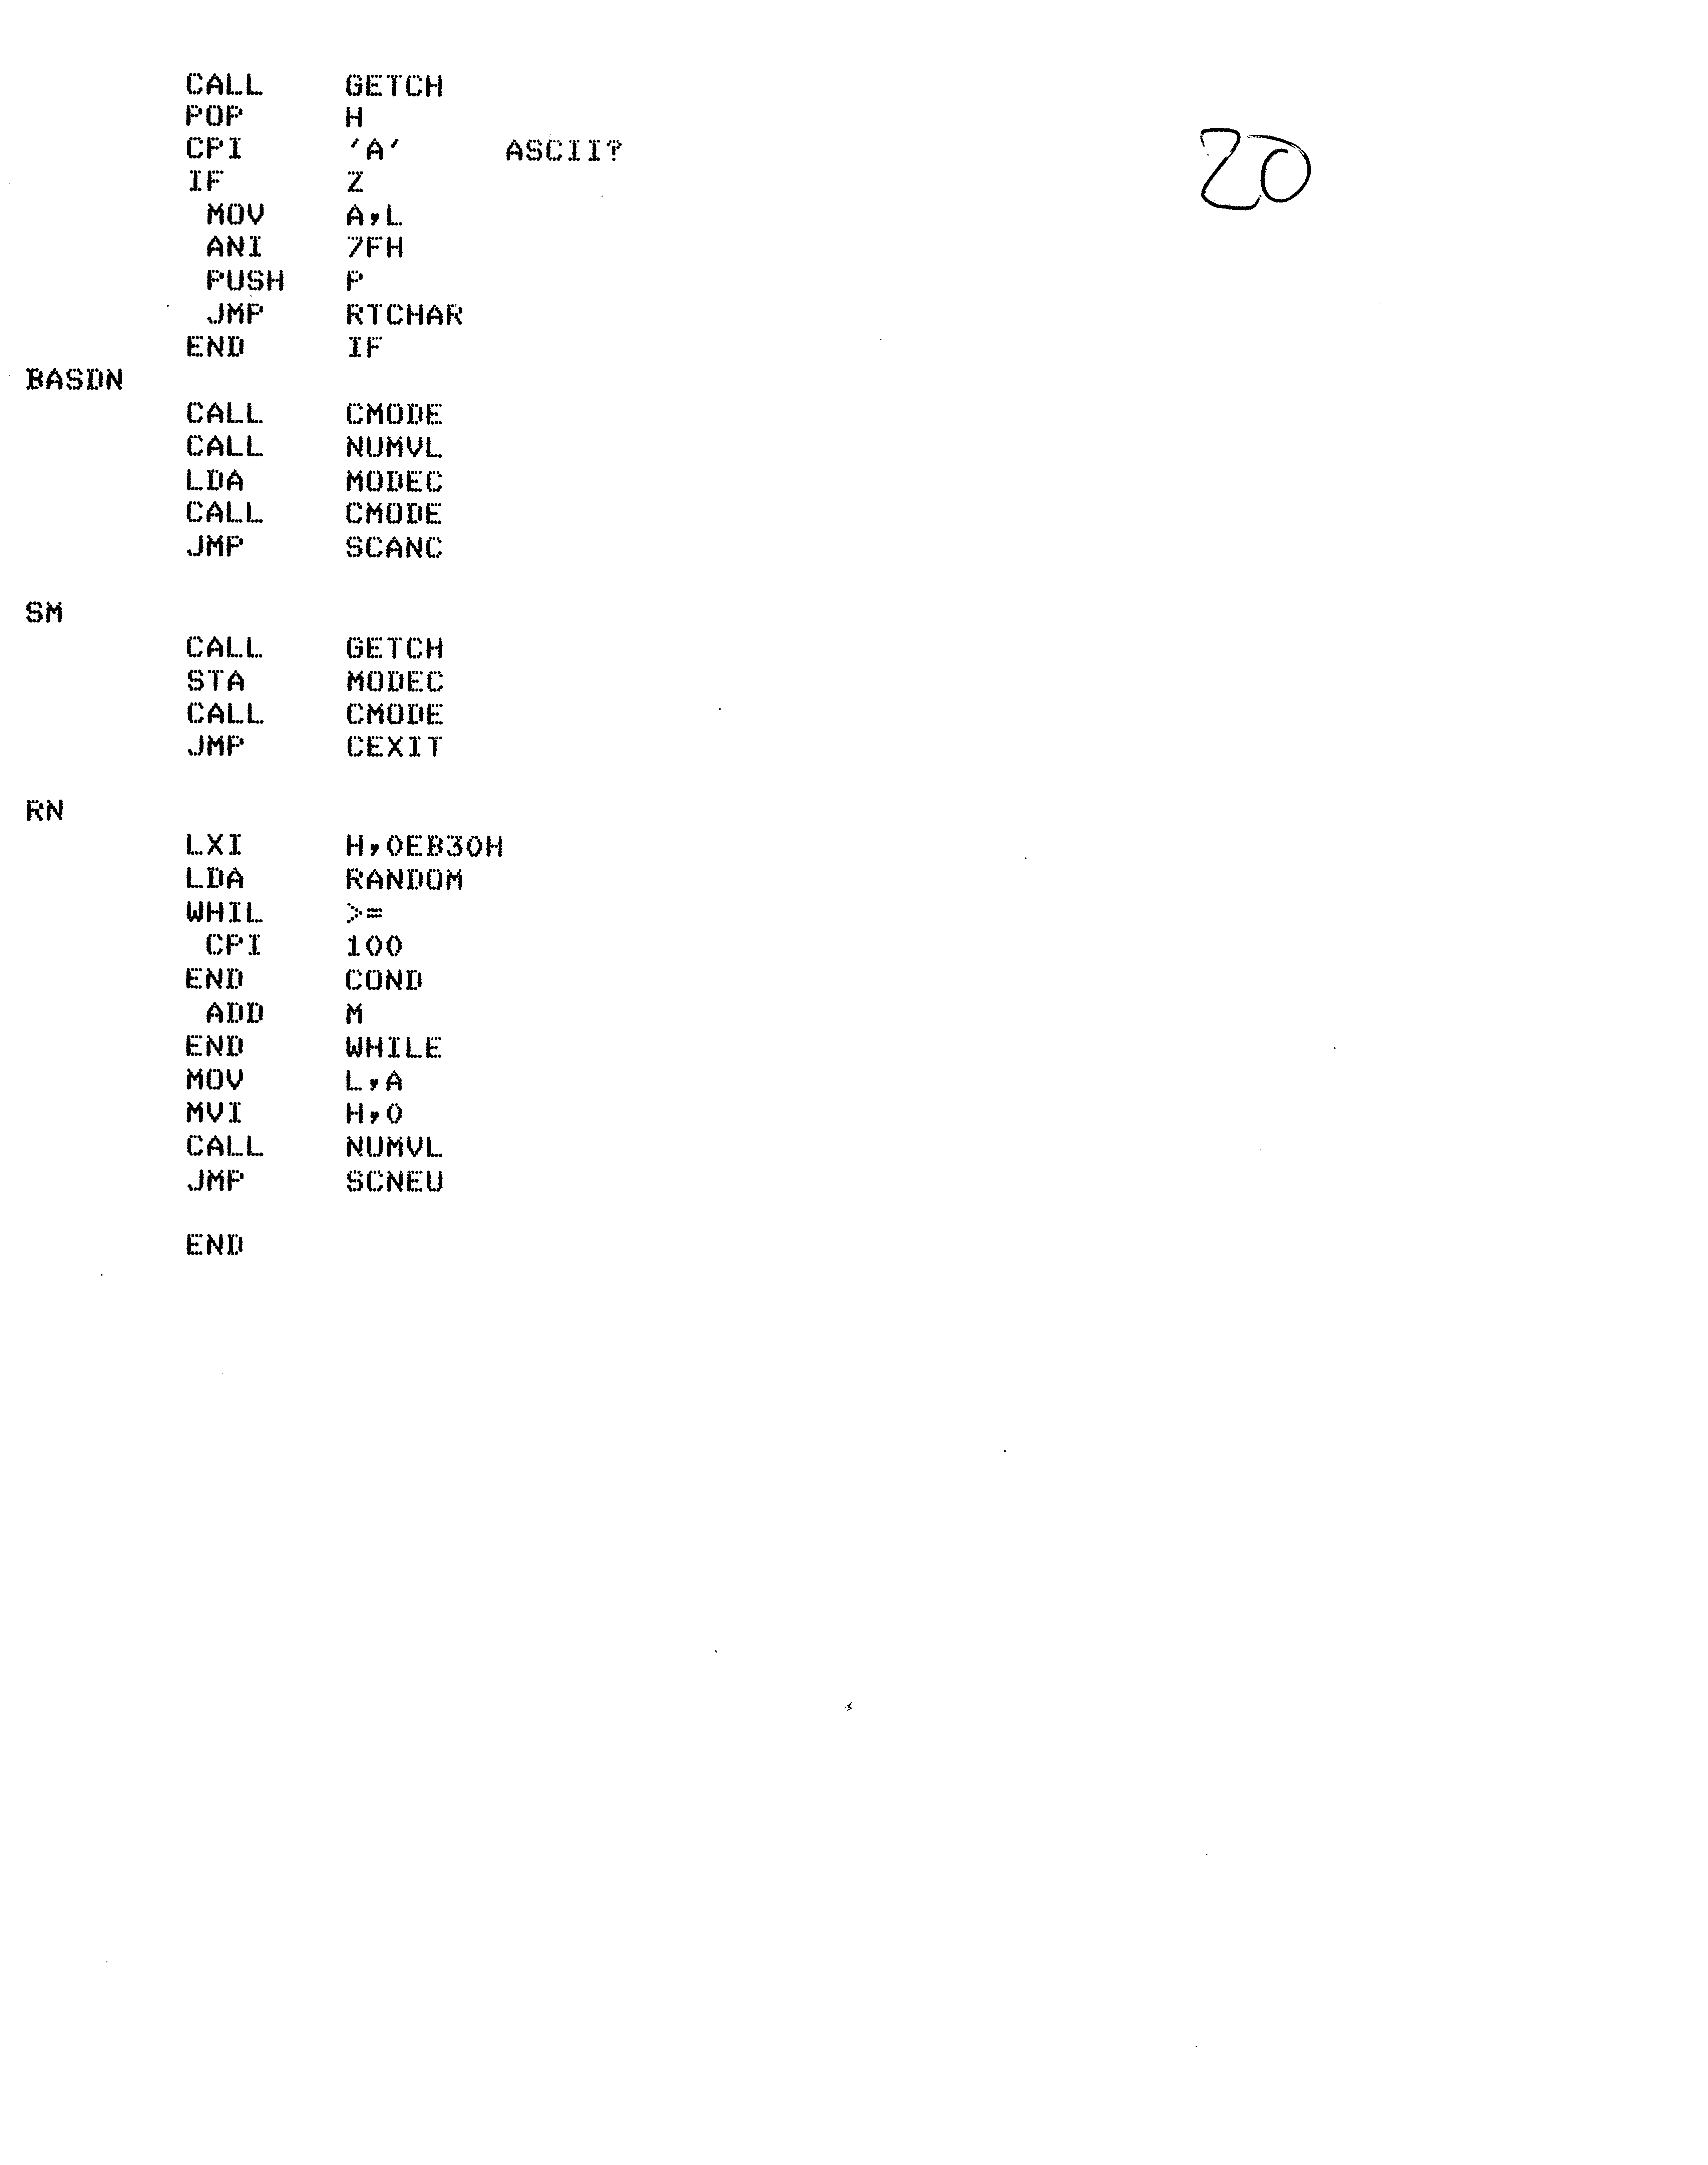 CALL GETCH
POP H
CPI 'A' ASCII?
20
IF Z
MOV A,L
ANI 7FH
PUSH P
JMP RTCHAR
END IF
BASDN
CALL CMODE
CALL NUMVL
LDA MODEC
CALL CMODE
JMP SCANC
SM
CALL GETCH
STA MODEC
CALL CMODE
JMP CEXIT
RN
LXI H,0EB30H
LDA RANDOM
WHIL >=
CPI 100
END COND
ADD M
END WHILE
MOV L,A
MVI H,0
CALL NUMVL
JMP SCNEU
END